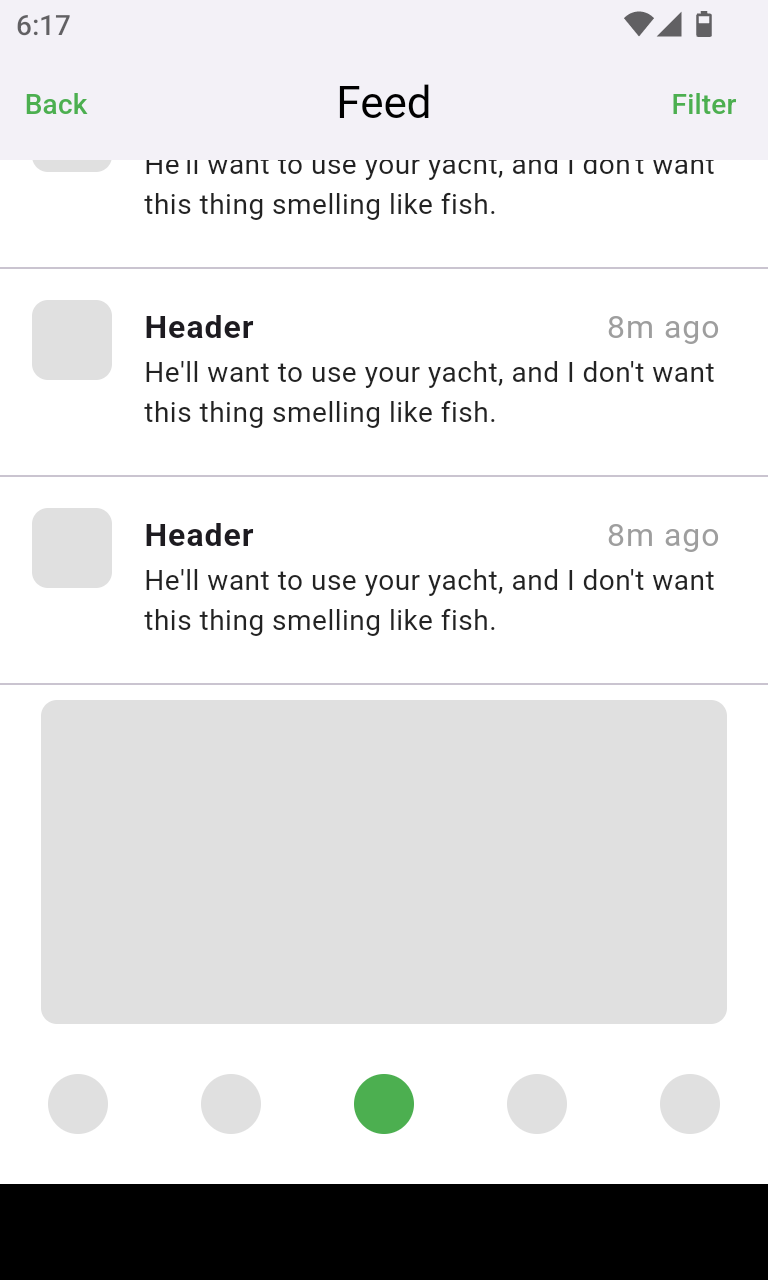 6:17
Back Feed Filter
He'll want to use your yacht, and I don't want
this thing smelling like fish.
Header 8m ago
He'll want to use your yacht, and I don't want
this thing smelling like fish.
Header 8m ago
He'll want to use your yacht, and I don't want
this thing smelling like fish.